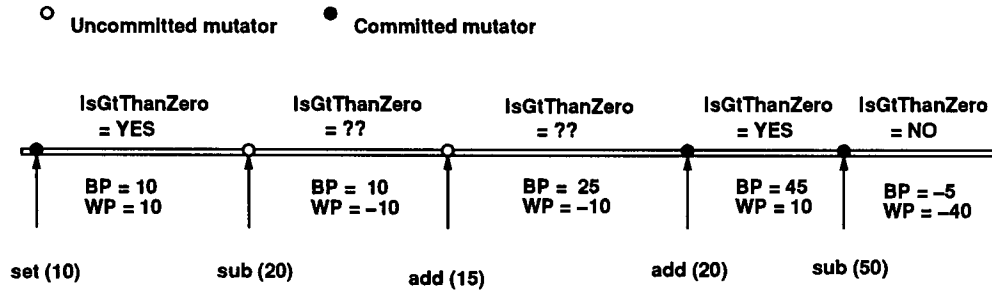 Uncommitted mutator
Committed mutator
IsGtThanZero
= YES
IsGtThanZero
= ??
IsGtThanZero
= ??
IsGtThanZero
= YES
IsGtThanZero
= NO
BP = 10
WP = 10
BP = 10
WP = -10
BP = 25
WP = -10
BP = 45
WP = 10
BP = -5
WP = -40
set (10)
sub (20)
add (15)
add (20)
sub (50)